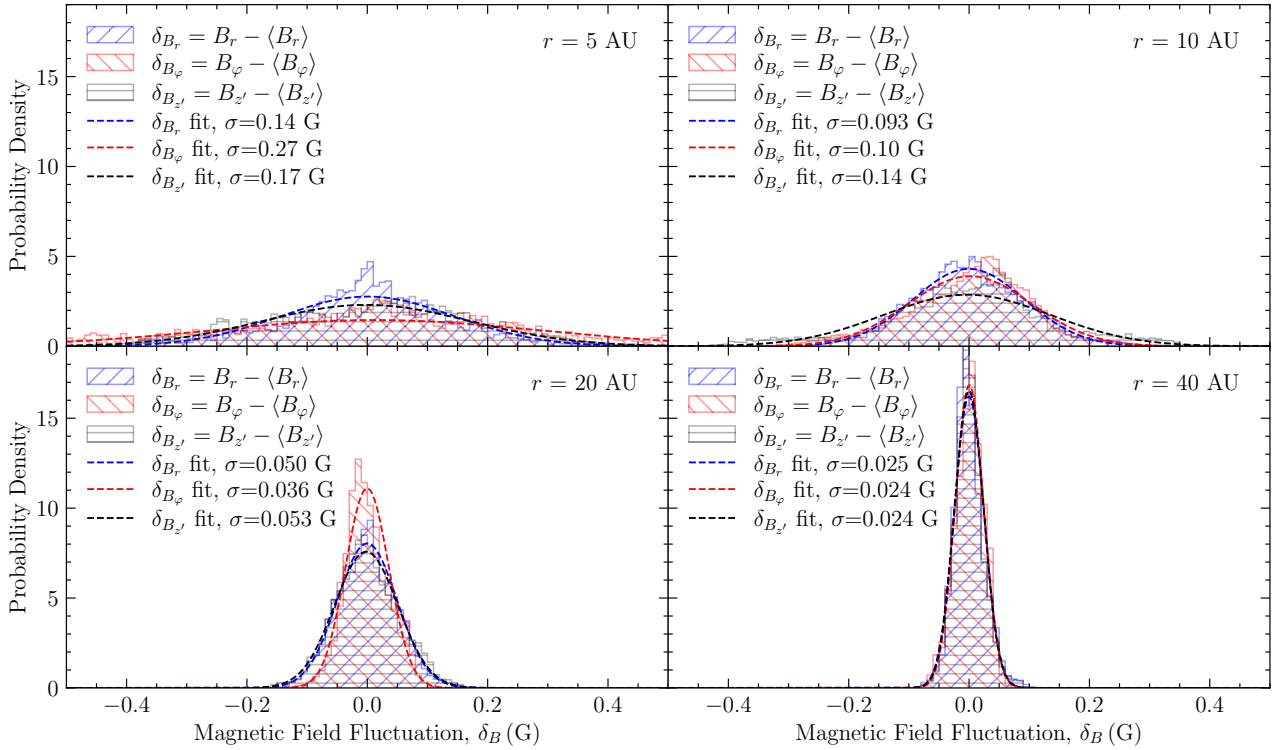 δ_{B_r} = B_r − ⟨B_r⟩
δ_{B_φ} = B_φ − ⟨B_φ⟩
δ_{B_{z′}} = B_{z′} − ⟨B_{z′}⟩
δ_{B_r} fit, σ=0.14 G
δ_{B_φ} fit, σ=0.27 G
δ_{B_{z′}} fit, σ=0.17 G
r = 5 AU
Probability Density
0
5
10
15
δ_{B_r} = B_r − ⟨B_r⟩
δ_{B_φ} = B_φ − ⟨B_φ⟩
δ_{B_{z′}} = B_{z′} − ⟨B_{z′}⟩
δ_{B_r} fit, σ=0.093 G
δ_{B_φ} fit, σ=0.10 G
δ_{B_{z′}} fit, σ=0.14 G
r = 10 AU
δ_{B_r} = B_r − ⟨B_r⟩
δ_{B_φ} = B_φ − ⟨B_φ⟩
δ_{B_{z′}} = B_{z′} − ⟨B_{z′}⟩
δ_{B_r} fit, σ=0.050 G
δ_{B_φ} fit, σ=0.036 G
δ_{B_{z′}} fit, σ=0.053 G
r = 20 AU
Probability Density
0
5
10
15
−0.4 −0.2 0.0 0.2 0.4
Magnetic Field Fluctuation, δ_B (G)
δ_{B_r} = B_r − ⟨B_r⟩
δ_{B_φ} = B_φ − ⟨B_φ⟩
δ_{B_{z′}} = B_{z′} − ⟨B_{z′}⟩
δ_{B_r} fit, σ=0.025 G
δ_{B_φ} fit, σ=0.024 G
δ_{B_{z′}} fit, σ=0.024 G
r = 40 AU
−0.4 −0.2 0.0 0.2 0.4
Magnetic Field Fluctuation, δ_B (G)